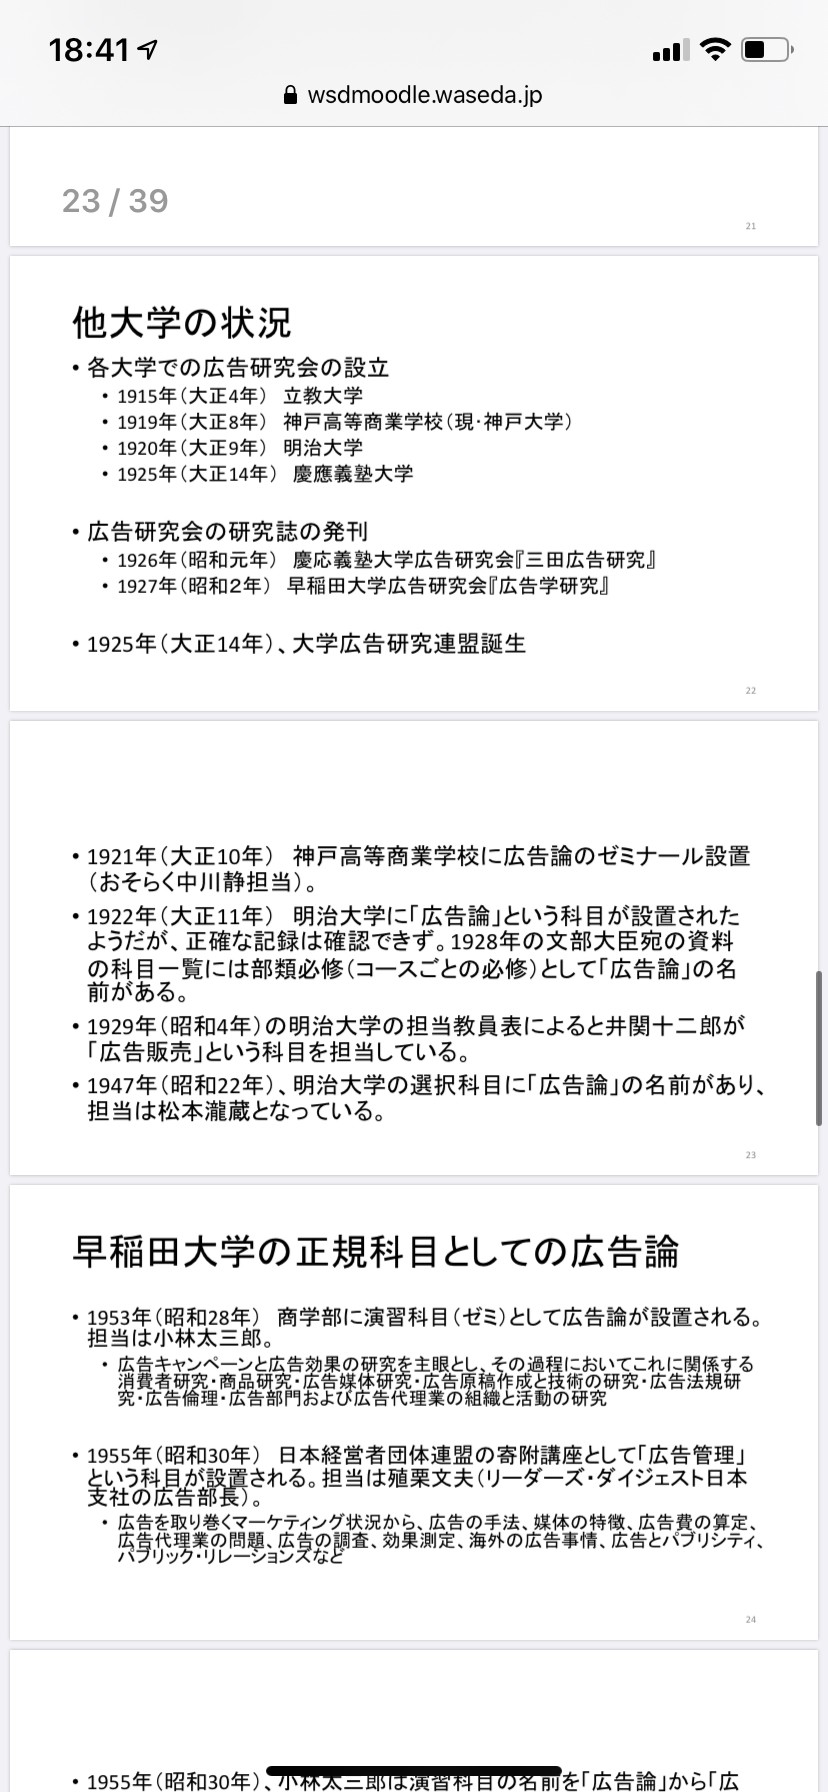 18:41
wsdmoodle.waseda.jp
23 / 39
21
他大学の状況
• 各大学での広告研究会の設立
• 1915年（大正4年） 立教大学
• 1919年（大正8年） 神戸高等商業学校（現・神戸大学）
• 1920年（大正9年） 明治大学
• 1925年（大正14年） 慶應義塾大学
• 広告研究会の研究誌の発刊
• 1926年（昭和元年） 慶応義塾大学広告研究会『三田広告研究』
• 1927年（昭和２年） 早稲田大学広告研究会『広告学研究』
• 1925年（大正14年）、大学広告研究連盟誕生
22
• 1921年（大正10年） 神戸高等商業学校に広告論のゼミナール設置
（おそらく中川静担当）。
• 1922年（大正11年） 明治大学に「広告論」という科目が設置された
ようだが、正確な記録は確認できず。1928年の文部大臣宛の資料
の科目一覧には部類必修（コースごとの必修）として「広告論」の名
前がある。
• 1929年（昭和4年）の明治大学の担当教員表によると井関十二郎が
「広告販売」という科目を担当している。
• 1947年（昭和22年）、明治大学の選択科目に「広告論」の名前があり、
担当は松本瀧蔵となっている。
23
早稲田大学の正規科目としての広告論
• 1953年（昭和28年） 商学部に演習科目（ゼミ）として広告論が設置される。
担当は小林太三郎。
• 広告キャンペーンと広告効果の研究を主眼とし、その過程においてこれに関係する
消費者研究・商品研究・広告媒体研究・広告原稿作成と技術の研究・広告法規研
究・広告倫理・広告部門および広告代理業の組織と活動の研究
• 1955年（昭和30年） 日本経営者団体連盟の寄附講座として「広告管理」
という科目が設置される。担当は殖栗文夫（リーダーズ・ダイジェスト日本
支社の広告部長）。
• 広告を取り巻くマーケティング状況から、広告の手法、媒体の特徴、広告費の算定、
広告代理業の問題、広告の調査、効果測定、海外の広告事情、広告とパブリシティ、
パブリック・リレーションズなど
24
• 1955年（昭和30年）、小林太三郎は演習科目の名前を「広告論」から「広